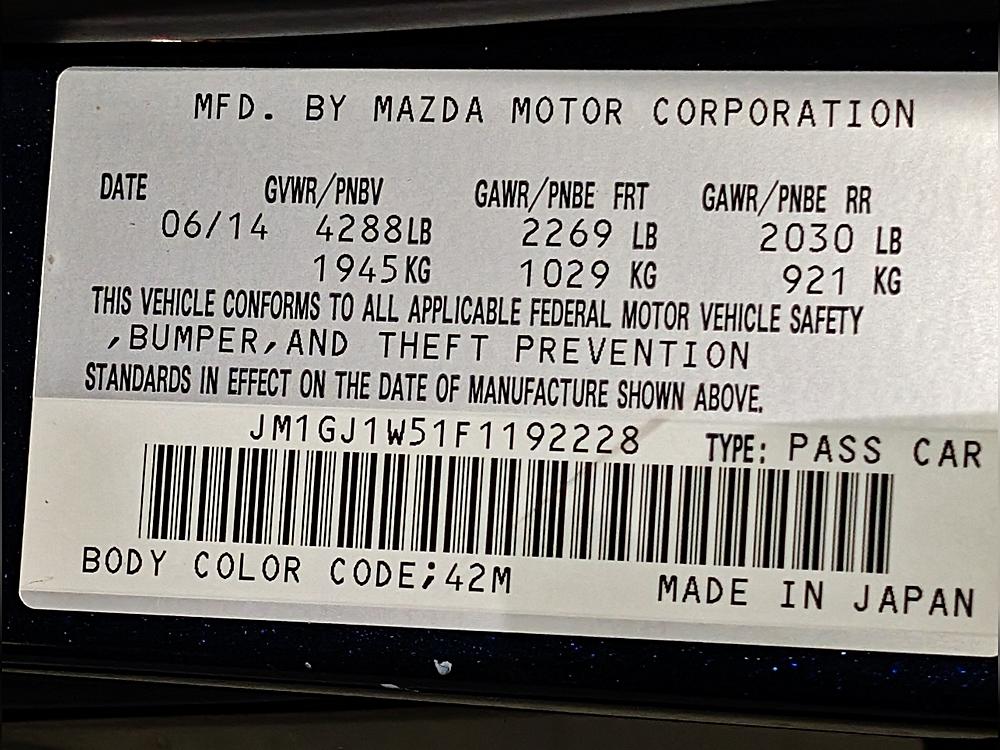 MFD. BY MAZDA MOTOR CORPORATION
DATE GVWR/PNBV GAWR/PNBE FRT GAWR/PNBE RR
06/14 4288LB 2269 LB 2030 LB
1945KG 1029 KG 921 KG
THIS VEHICLE CONFORMS TO ALL APPLICABLE FEDERAL MOTOR VEHICLE SAFETY
,BUMPER,AND THEFT PREVENTION
STANDARDS IN EFFECT ON THE DATE OF MANUFACTURE SHOWN ABOVE.
JM1GJ1W51F1192228 TYPE: PASS CAR
BODY COLOR CODE;42M MADE IN JAPAN